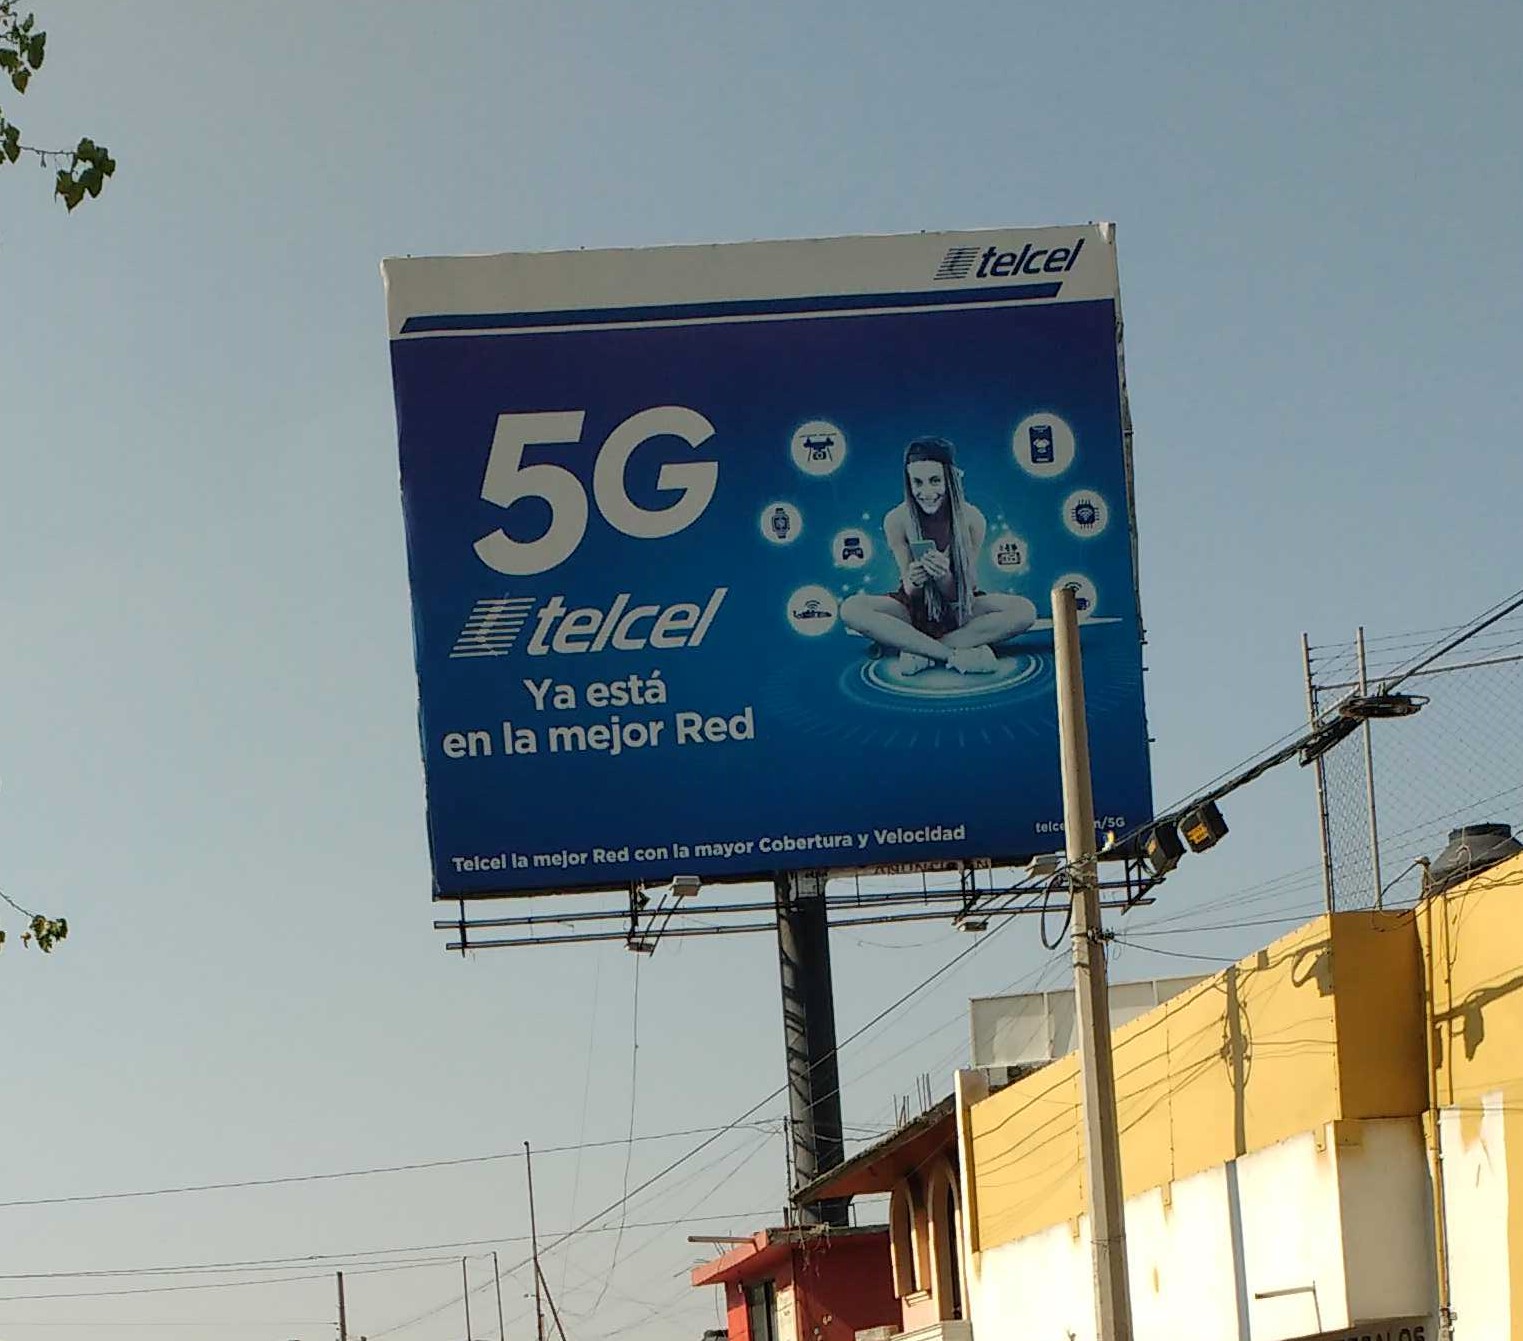 telcel
5G
telcel
Ya está
en la mejor Red
Telcel la mejor Red con la mayor Cobertura y Velocidad